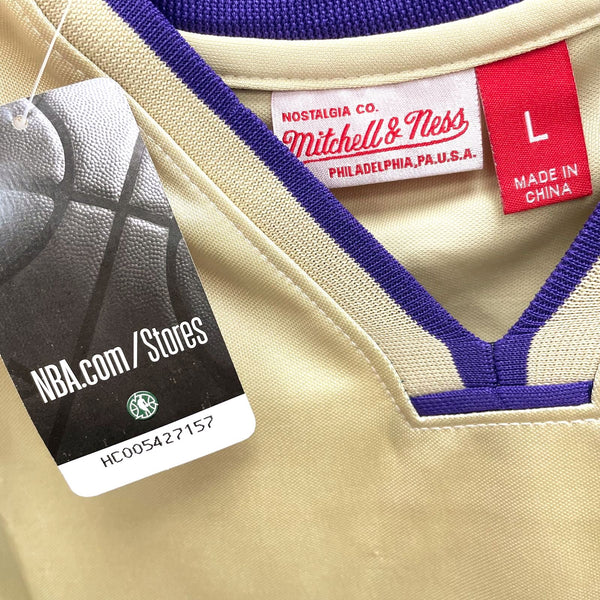 NOSTALGIA CO.
Mitchell & Ness
PHILADELPHIA, PA. U.S.A.
L
MADE IN
CHINA
NBA.com/Stores
HC005427157